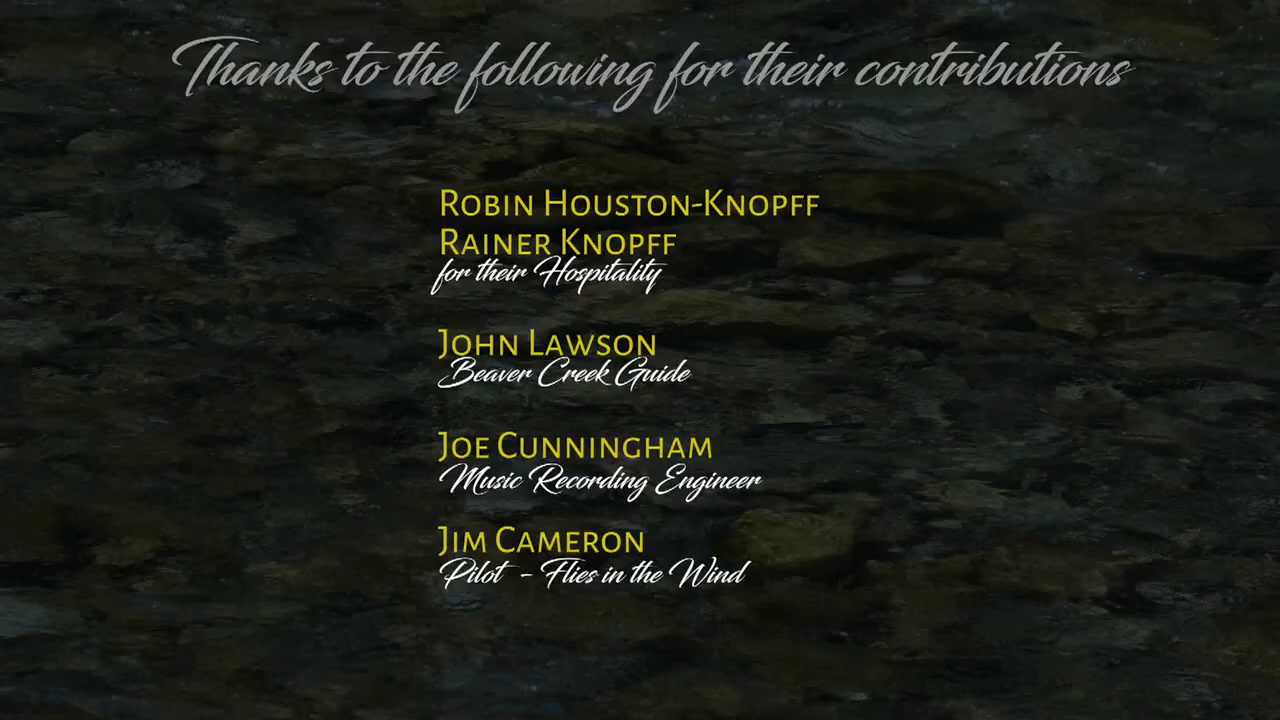 Thanks to the following for their contributions
Robin Houston-Knopff
Rainer Knopff
for their Hospitality
John Lawson
Beaver Creek Guide
Joe Cunningham
Music Recording Engineer
Jim Cameron
Pilot - Flies in the Wind